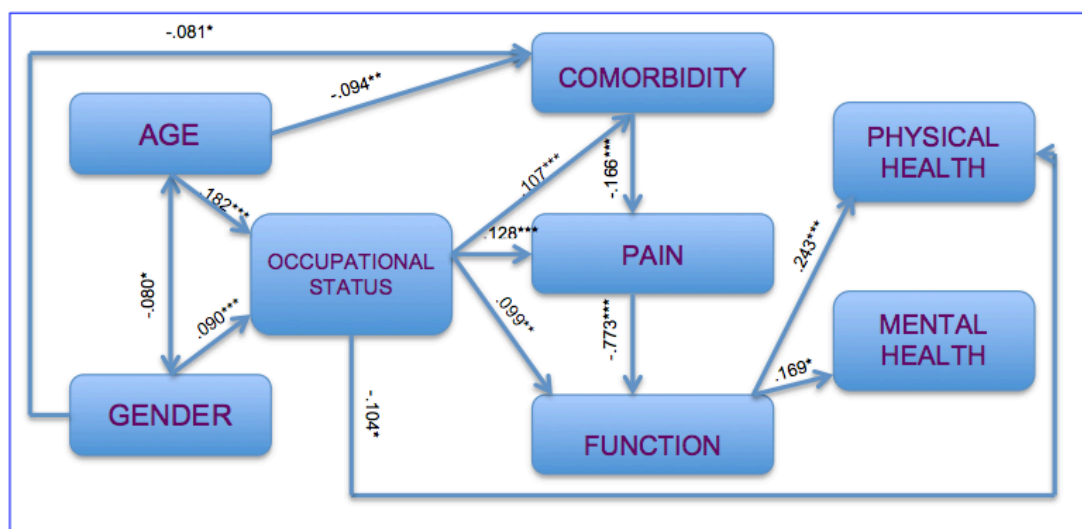 -.081*
COMORBIDITY
-.094**
AGE
PHYSICAL
HEALTH
.107***
-.166***
.182***
.128***
PAIN
OCCUPATIONAL
STATUS
.243***
-.080*
.090***
.099**
-.773***
MENTAL
HEALTH
.169*
GENDER
-.104*
FUNCTION